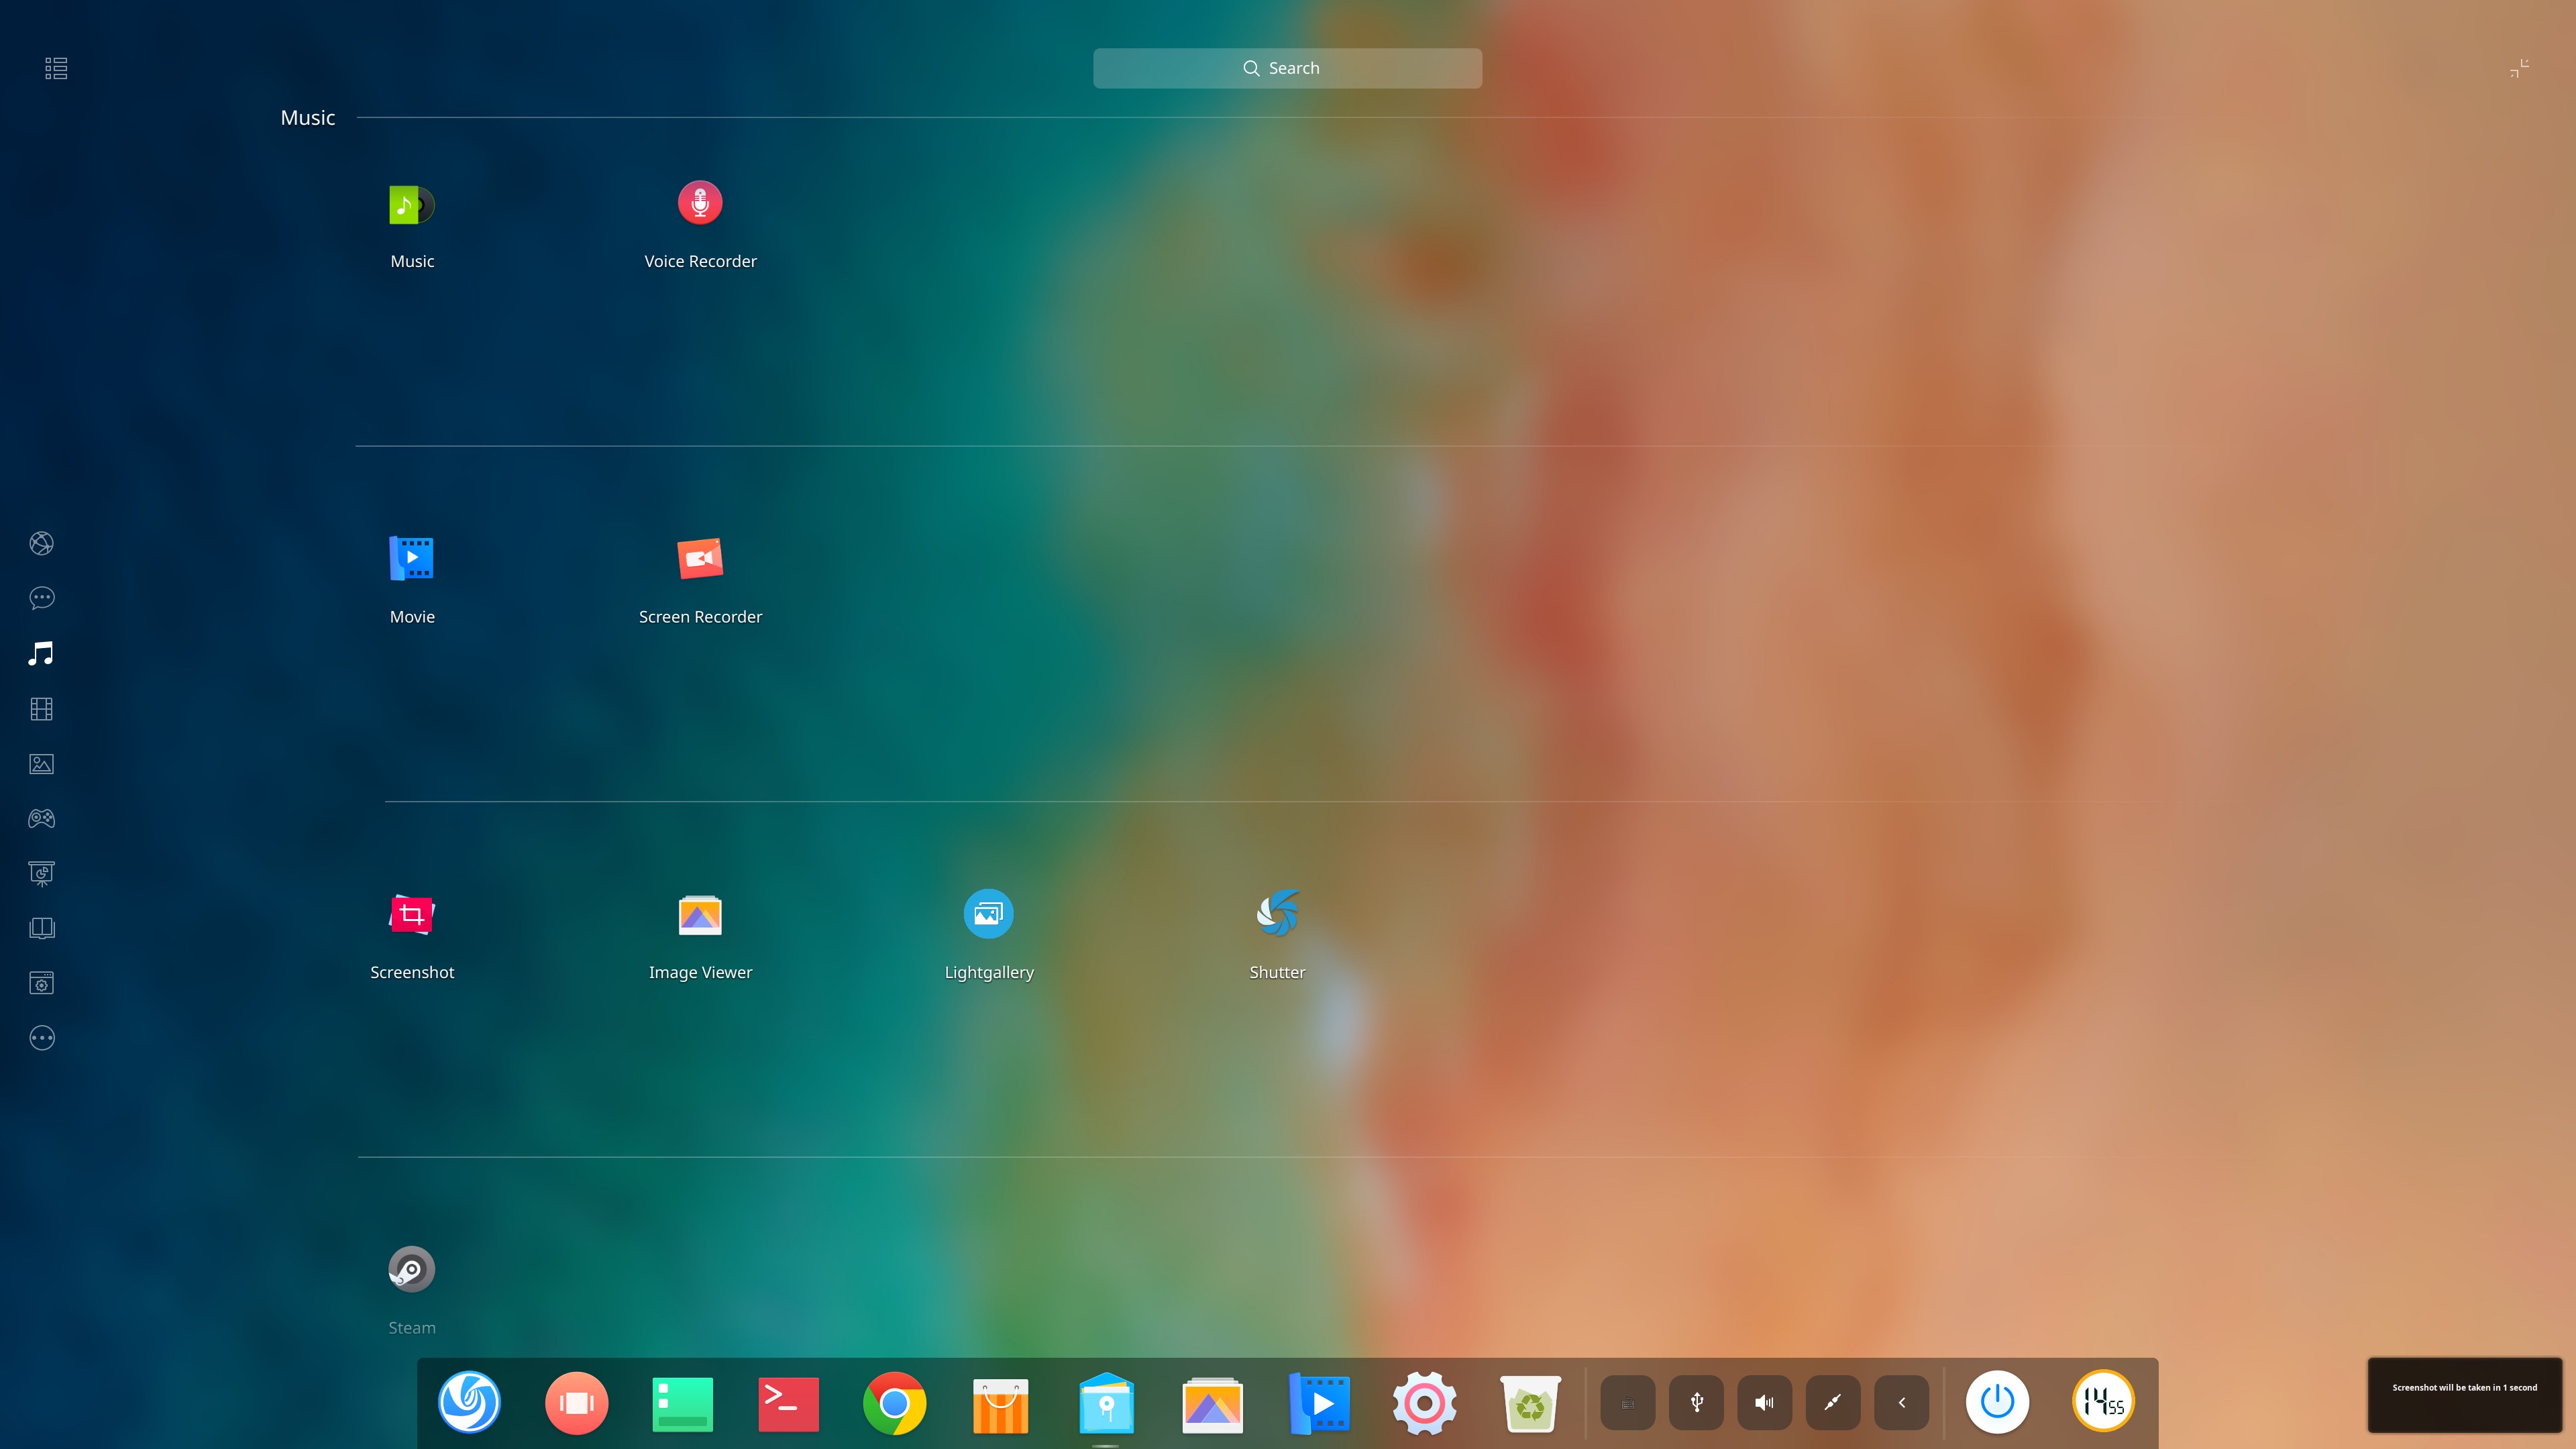 Search
Music
Music
Voice Recorder
Movie
Screen Recorder
Screenshot
Image Viewer
Lightgallery
Shutter
Steam
Screenshot will be taken in 1 second
14 55